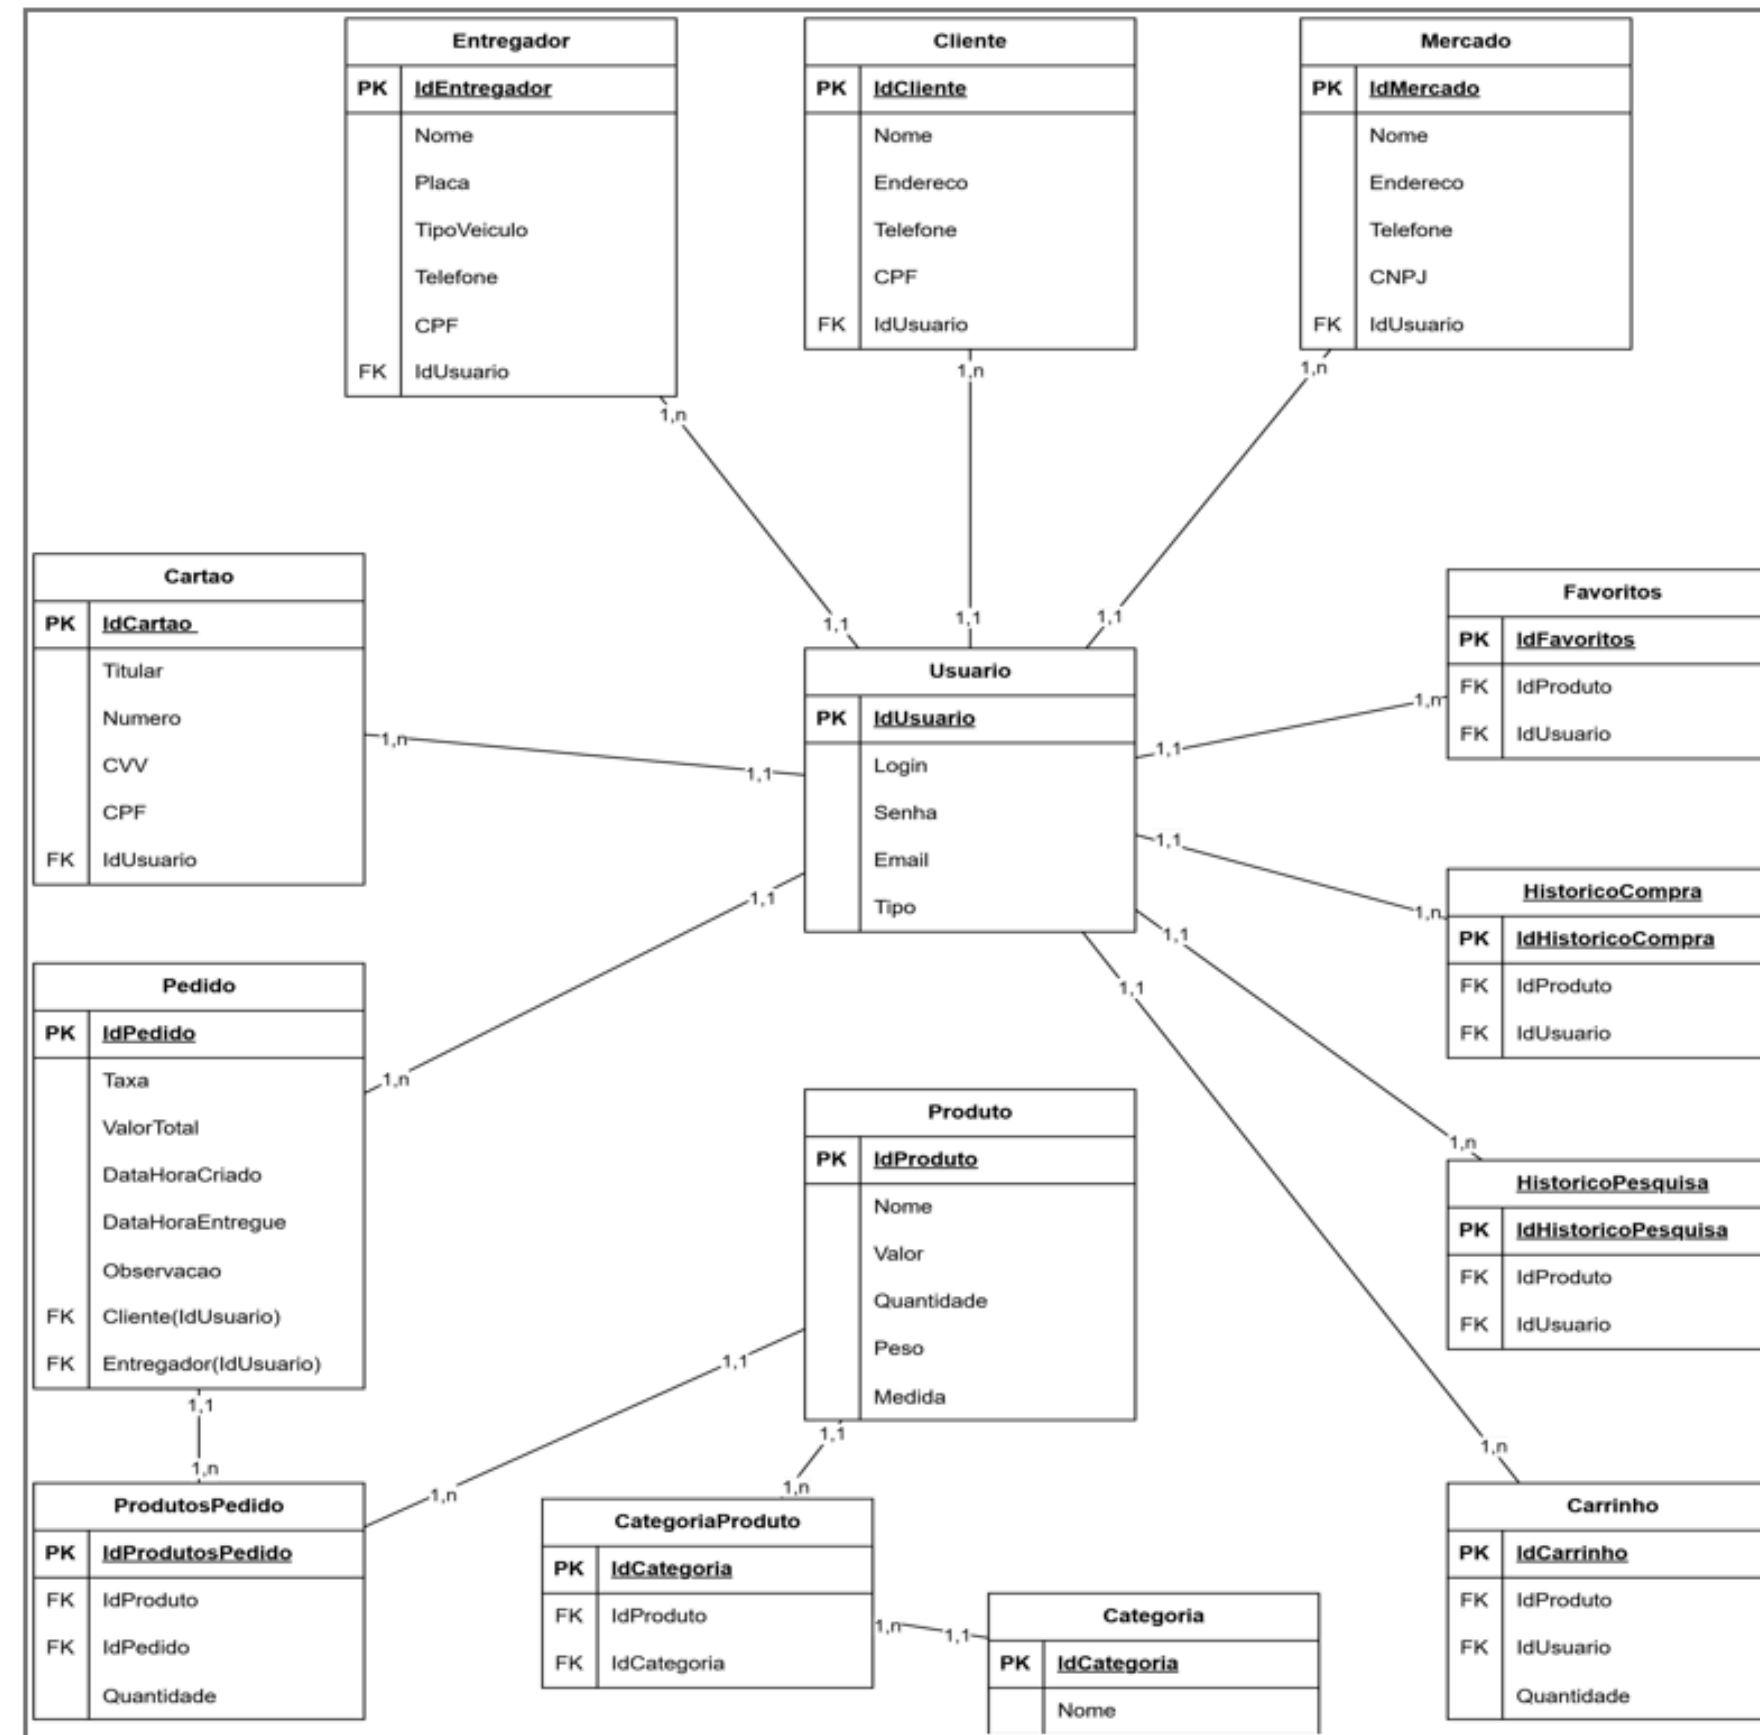 Entregador
PK IdEntregador
Nome
Placa
TipoVeiculo
Telefone
CPF
FK IdUsuario
1,n
Cliente
PK IdCliente
Nome
Endereco
Telefone
CPF
FK IdUsuario
1,n
Mercado
PK IdMercado
Nome
Endereco
Telefone
CNPJ
FK IdUsuario
1,n
1,1
1,1
1,1
Cartao
PK IdCartao
Titular
Numero
CVV
CPF
FK IdUsuario
1,n
1,1
Usuario
PK IdUsuario
Login
Senha
Email
Tipo
1,1
1,1
1,1
1,1
1,1
Favoritos
PK IdFavoritos
FK IdProduto
FK IdUsuario
1,n
HistoricoCompra
PK IdHistoricoCompra
FK IdProduto
FK IdUsuario
1,n
Pedido
PK IdPedido
Taxa
ValorTotal
DataHoraCriado
DataHoraEntregue
Observacao
FK Cliente(IdUsuario)
FK Entregador(IdUsuario)
1,n
1,1
1,n
Produto
PK IdProduto
Nome
Valor
Quantidade
Peso
Medida
1,1
1,1
1,n
1,n
HistoricoPesquisa
PK IdHistoricoPesquisa
FK IdProduto
FK IdUsuario
1,n
1,n
ProdutosPedido
PK IdProdutosPedido
FK IdProduto
FK IdPedido
Quantidade
CategoriaProduto
PK IdCategoria
FK IdProduto
FK IdCategoria
1,n
1,1
Categoria
PK IdCategoria
Nome
Carrinho
PK IdCarrinho
FK IdProduto
FK IdUsuario
Quantidade